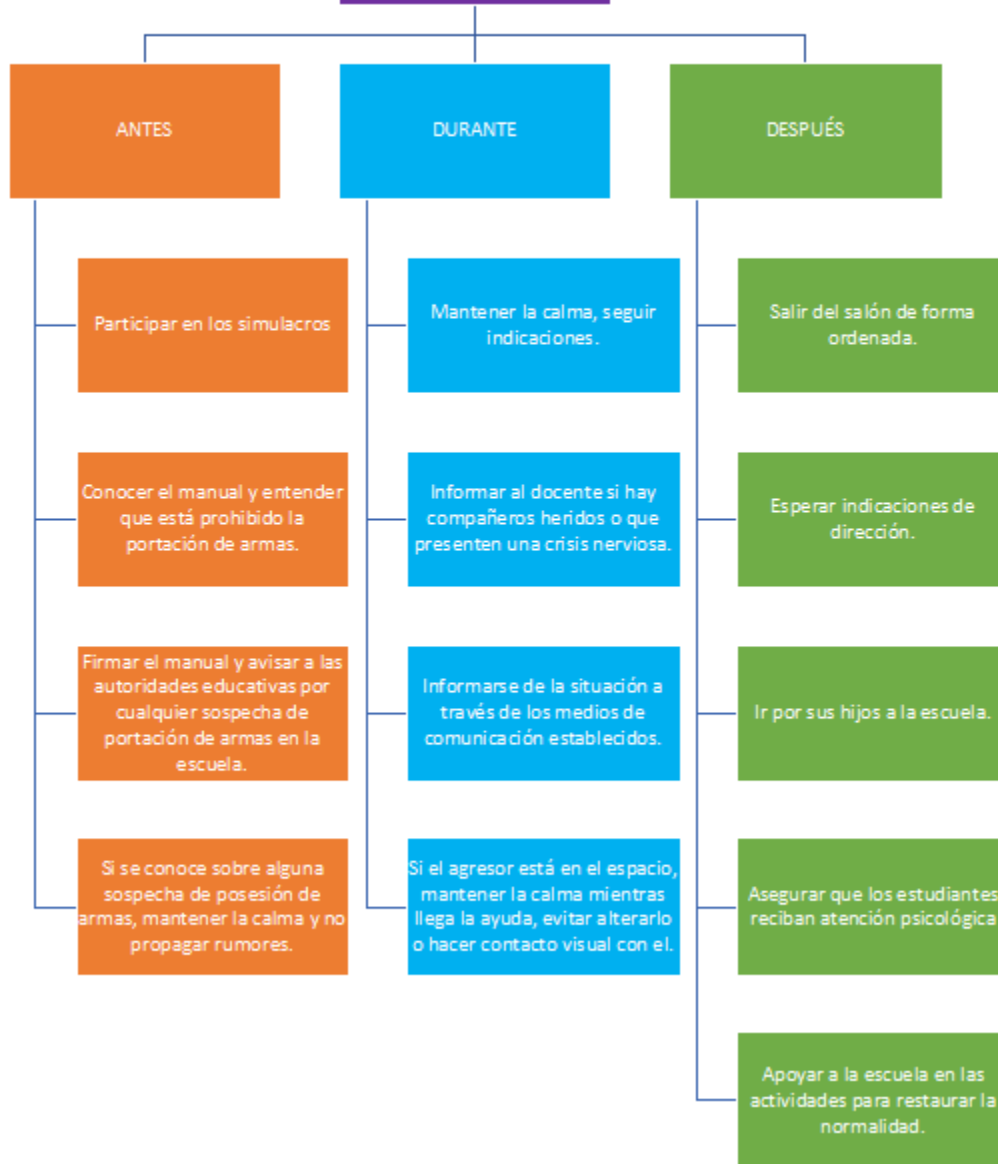 ANTES
Participar en los simulacros
Conocer el manual y entender
que está prohibido la
portación de armas.
Firmar el manual y avisar a las
autoridades educativas por
cualquier sospecha de
portación de armas en la
escuela.
Si se conoce sobre alguna
sospecha de posesión de
armas, mantener la calma y no
propagar rumores.
DURANTE
Mantener la calma, seguir
indicaciones.
Informar al docente si hay
compañeros heridos o que
presenten una crisis nerviosa.
Informarse de la situación a
través de los medios de
comunicación establecidos.
Si el agresor está en el espacio,
mantener la calma mientras
llega la ayuda, evitar alterarlo
o hacer contacto visual con el.
DESPUÉS
Salir del salón de forma
ordenada.
Esperar indicaciones de
dirección.
Ir por sus hijos a la escuela.
Asegurar que los estudiantes
reciban atención psicológica
Apoyar a la escuela en las
actividades para restaurar la
normalidad.